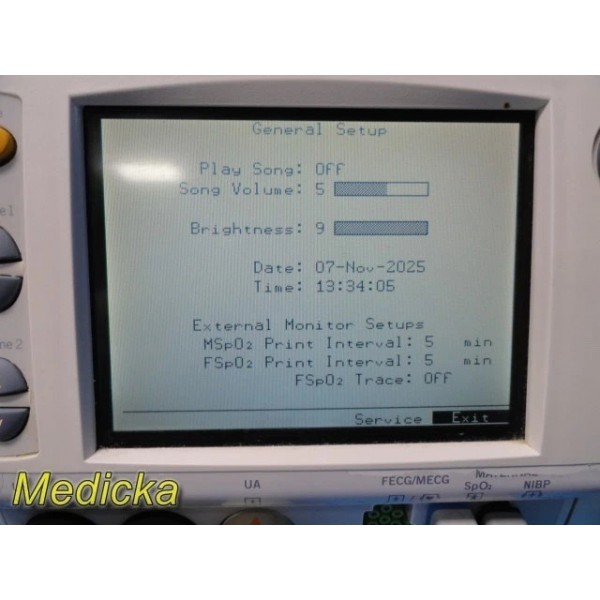 General Setup
Play Song: Off
Song Volume: 5
Brightness: 9
Date: 07-Nov-2025
Time: 13:34:05
External Monitor Setups
MSpO2 Print Interval: 5 min
FSpO2 Print Interval: 5 min
FSpO2 Trace: Off
Service Exit
Medicka
UA
FECG/MECG
SpO₂
NIBP